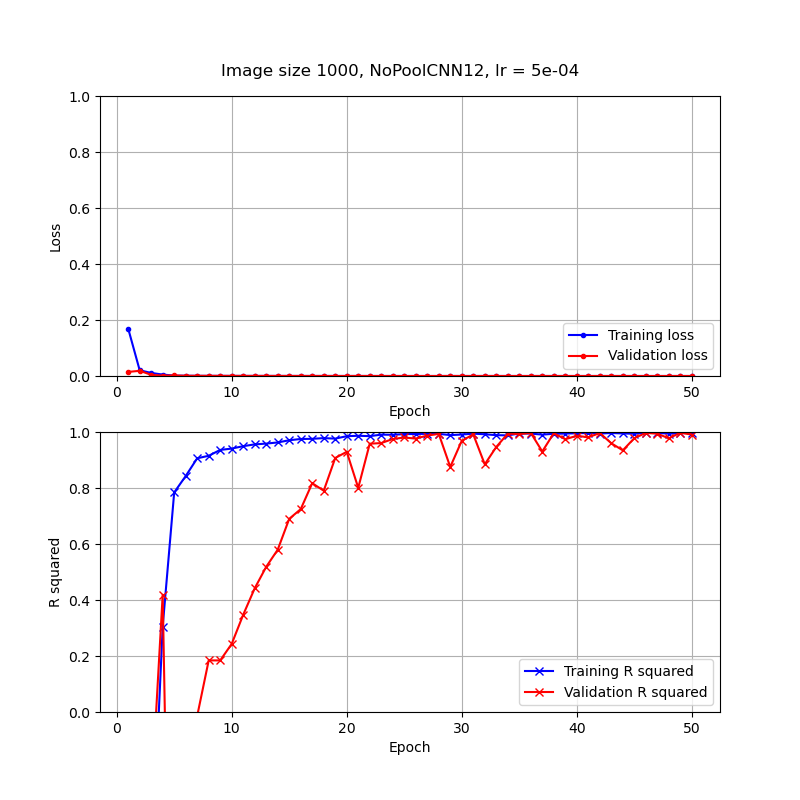 Image size 1000, NoPoolCNN12, lr = 5e-04
1.0
0.8
0.6
0.4
0.2
0.0
Loss
Training loss
Validation loss
0 10 20 30 40 50
Epoch
1.0
0.8
0.6
0.4
0.2
0.0
R squared
Training R squared
Validation R squared
0 10 20 30 40 50
Epoch